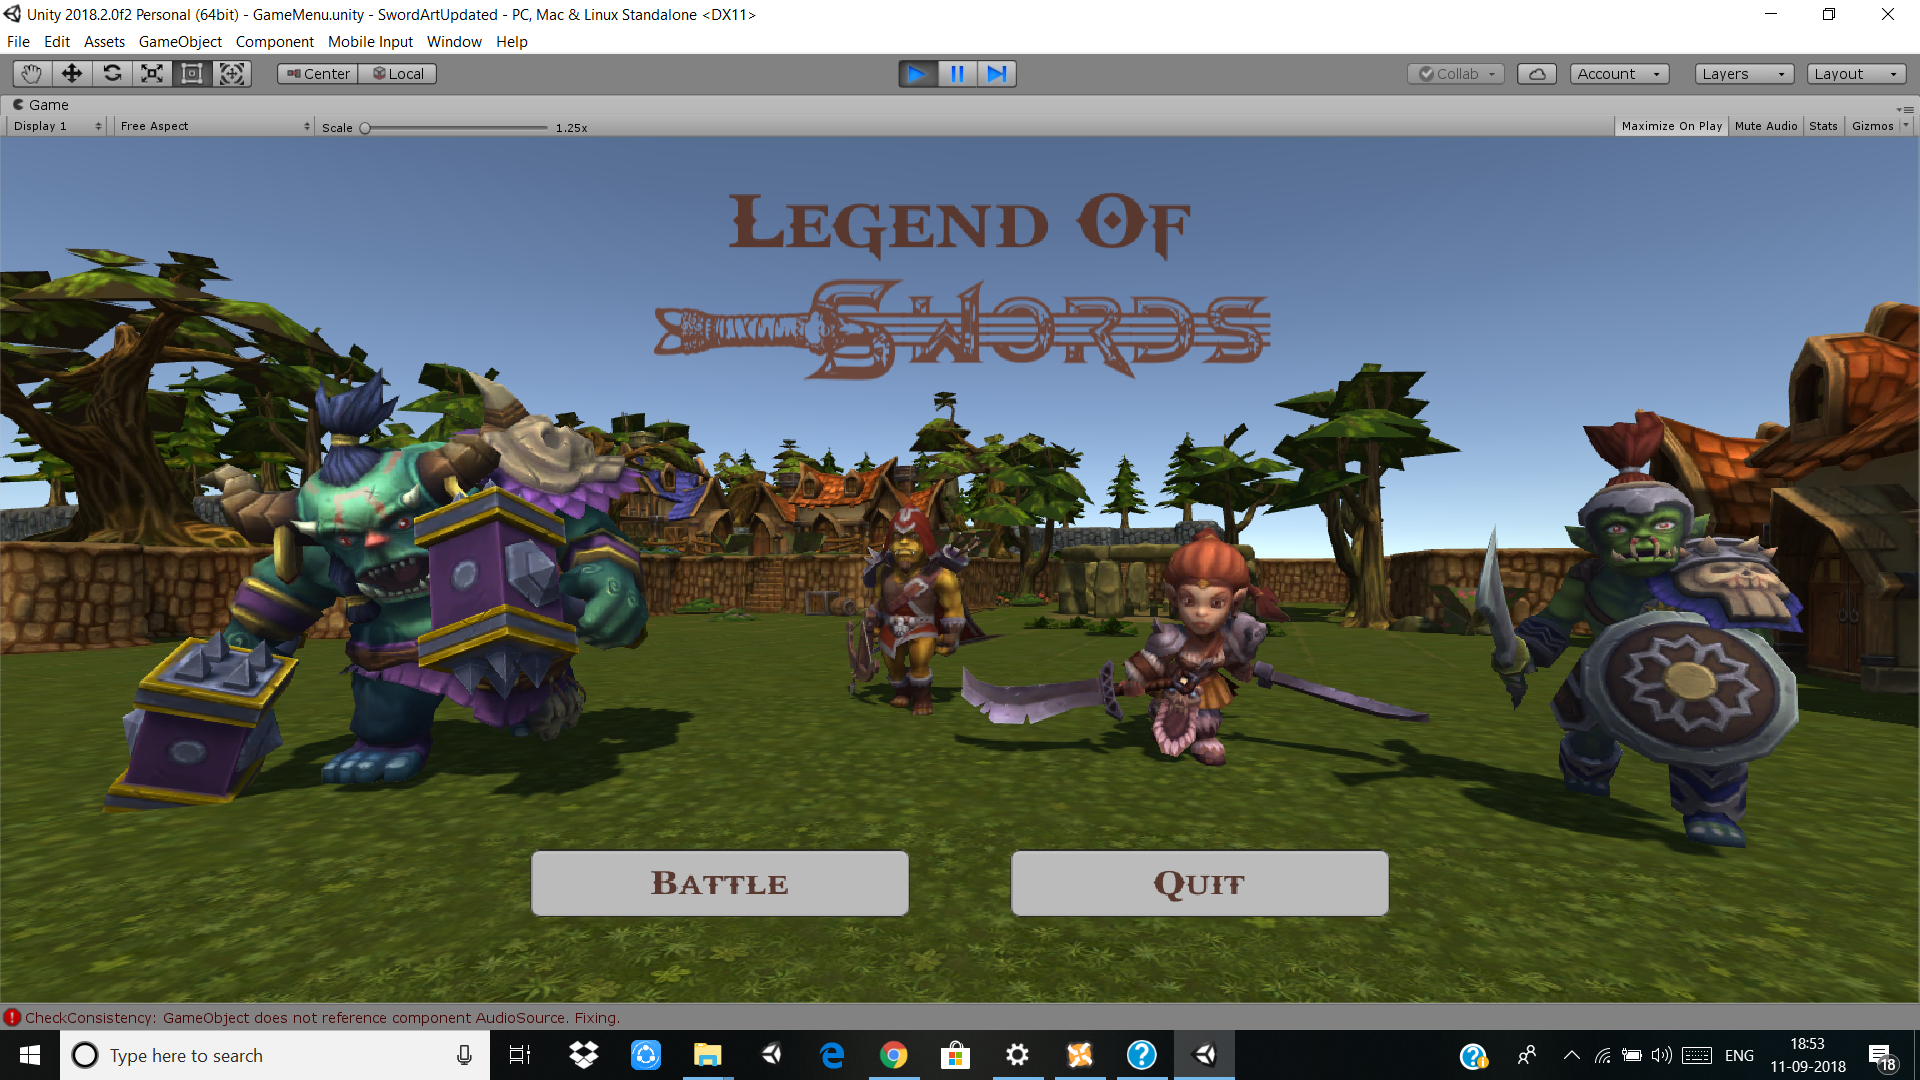 Unity 2018.2.0f2 Personal (64bit) - GameMenu.unity - SwordArtUpdated - PC, Mac & Linux Standalone <DX11>
File Edit Assets GameObject Component Mobile Input Window Help
Center Local Collab Account Layers Layout
Game
Display 1 Free Aspect Scale 1.25x Maximize On Play Mute Audio Stats Gizmos
Legend Of
Swords
Battle Quit
CheckConsistency: GameObject does not reference component AudioSource. Fixing.
Type here to search
ENG
18:53
11-09-2018
18